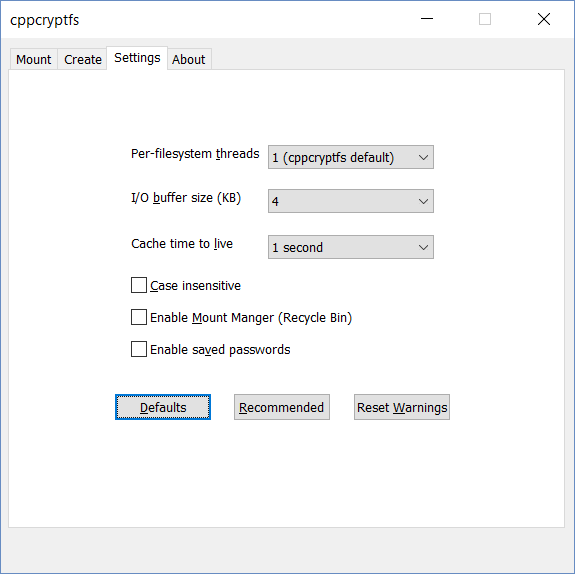 cppcryptfs
Mount Create Settings About
Per-filesystem threads 1 (cppcryptfs default)
I/O buffer size (KB) 4
Cache time to live 1 second
Case insensitive
Enable Mount Manger (Recycle Bin)
Enable saved passwords
Defaults Recommended Reset Warnings